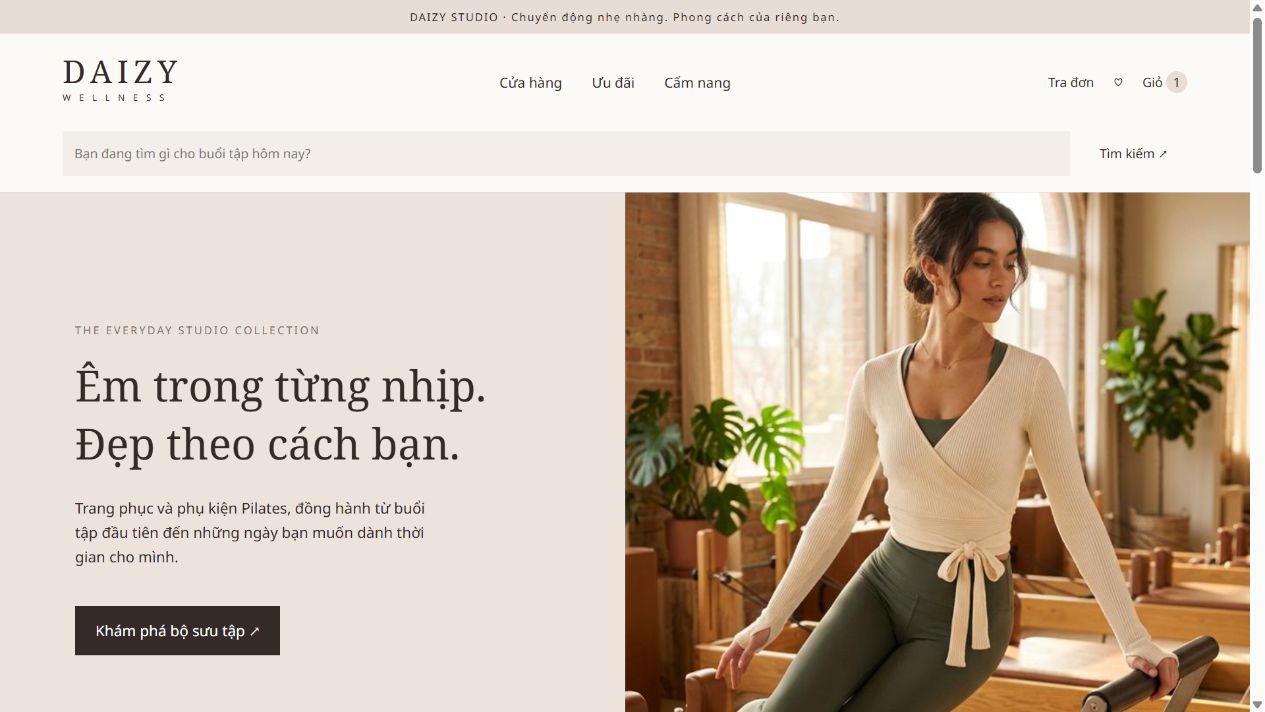 DAIZY STUDIO · Chuyển động nhẹ nhàng. Phong cách của riêng bạn.
DAIZY
WELLNESS
Cửa hàng Ưu đãi Cẩm nang
Tra đơn ♡ Giỏ 1
Bạn đang tìm gì cho buổi tập hôm nay?
Tìm kiếm ↗
THE EVERYDAY STUDIO COLLECTION
Êm trong từng nhịp.
Đẹp theo cách bạn.
Trang phục và phụ kiện Pilates, đồng hành từ buổi
tập đầu tiên đến những ngày bạn muốn dành thời
gian cho mình.
Khám phá bộ sưu tập ↗